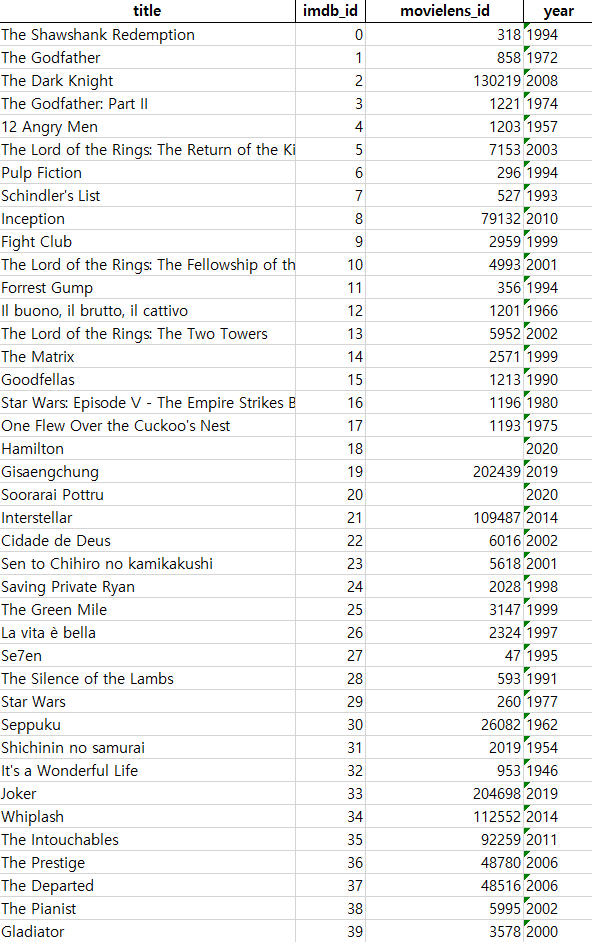 title imdb_id movielens_id year
The Shawshank Redemption 0 318 1994
The Godfather 1 858 1972
The Dark Knight 2 130219 2008
The Godfather: Part II 3 1221 1974
12 Angry Men 4 1203 1957
The Lord of the Rings: The Return of the Ki 5 7153 2003
Pulp Fiction 6 296 1994
Schindler's List 7 527 1993
Inception 8 79132 2010
Fight Club 9 2959 1999
The Lord of the Rings: The Fellowship of th 10 4993 2001
Forrest Gump 11 356 1994
Il buono, il brutto, il cattivo 12 1201 1966
The Lord of the Rings: The Two Towers 13 5952 2002
The Matrix 14 2571 1999
Goodfellas 15 1213 1990
Star Wars: Episode V - The Empire Strikes B 16 1196 1980
One Flew Over the Cuckoo's Nest 17 1193 1975
Hamilton 18 2020
Gisaengchung 19 202439 2019
Soorarai Pottru 20 2020
Interstellar 21 109487 2014
Cidade de Deus 22 6016 2002
Sen to Chihiro no kamikakushi 23 5618 2001
Saving Private Ryan 24 2028 1998
The Green Mile 25 3147 1999
La vita è bella 26 2324 1997
Se7en 27 47 1995
The Silence of the Lambs 28 593 1991
Star Wars 29 260 1977
Seppuku 30 26082 1962
Shichinin no samurai 31 2019 1954
It's a Wonderful Life 32 953 1946
Joker 33 204698 2019
Whiplash 34 112552 2014
The Intouchables 35 92259 2011
The Prestige 36 48780 2006
The Departed 37 48516 2006
The Pianist 38 5995 2002
Gladiator 39 3578 2000